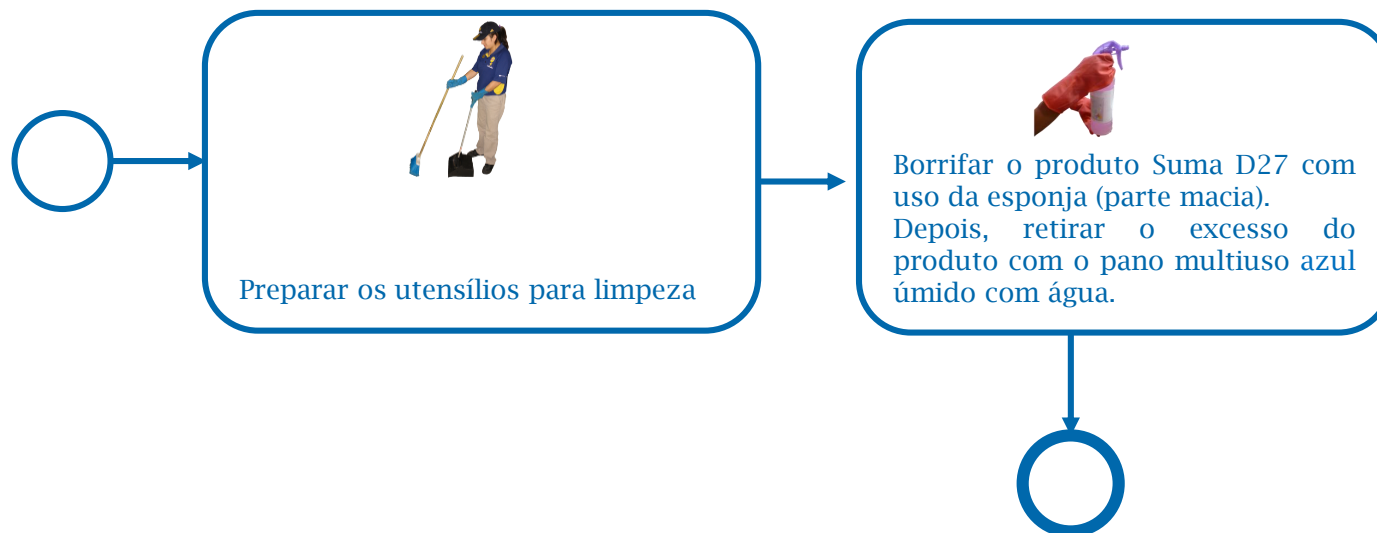 Preparar os utensílios para limpeza
Borrifar o produto Suma D27 com
uso da esponja (parte macia).
Depois, retirar o excesso do
produto com o pano multiuso azul
úmido com água.